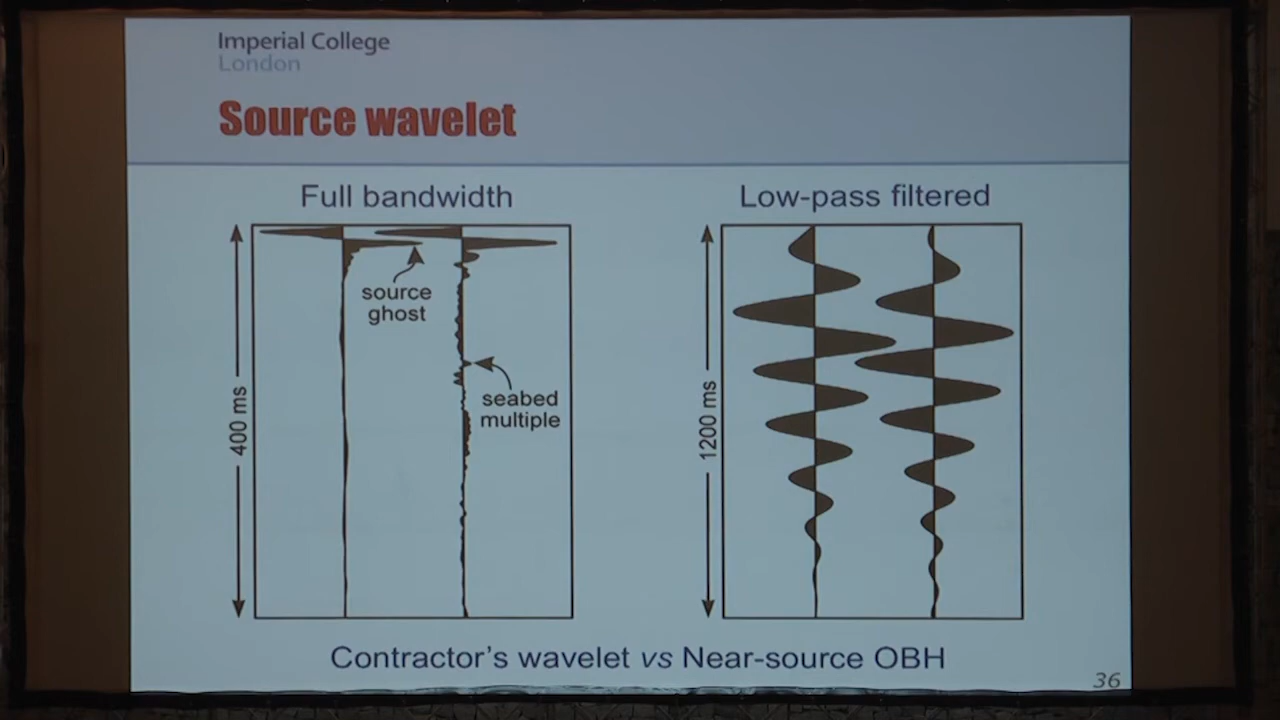 Imperial College
London
Source wavelet
Full bandwidth
Low-pass filtered
source
ghost
seabed
multiple
400 ms
1200 ms
Contractor's wavelet vs Near-source OBH
36